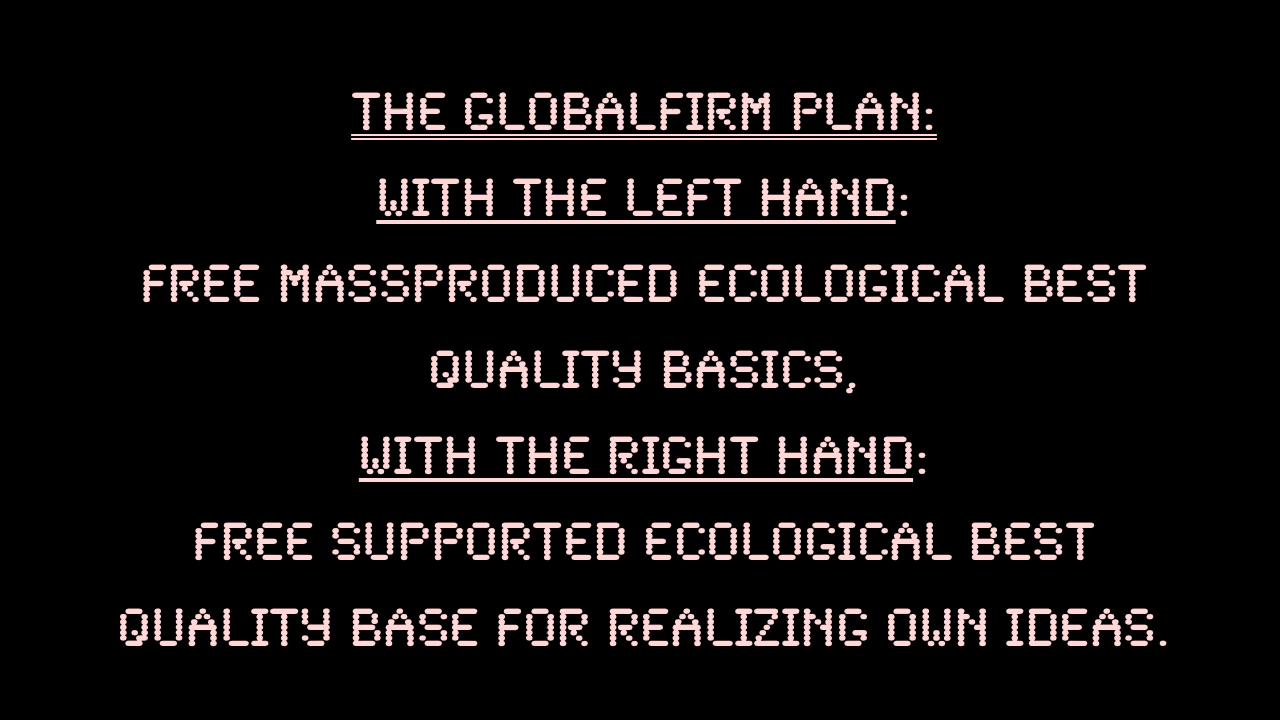 THE GLOBALFIRM PLAN:
WITH THE LEFT HAND:
FREE MASSPRODUCED ECOLOGICAL BEST
QUALITY BASICS,
WITH THE RIGHT HAND:
FREE SUPPORTED ECOLOGICAL BEST
QUALITY BASE FOR REALIZING OWN IDEAS.